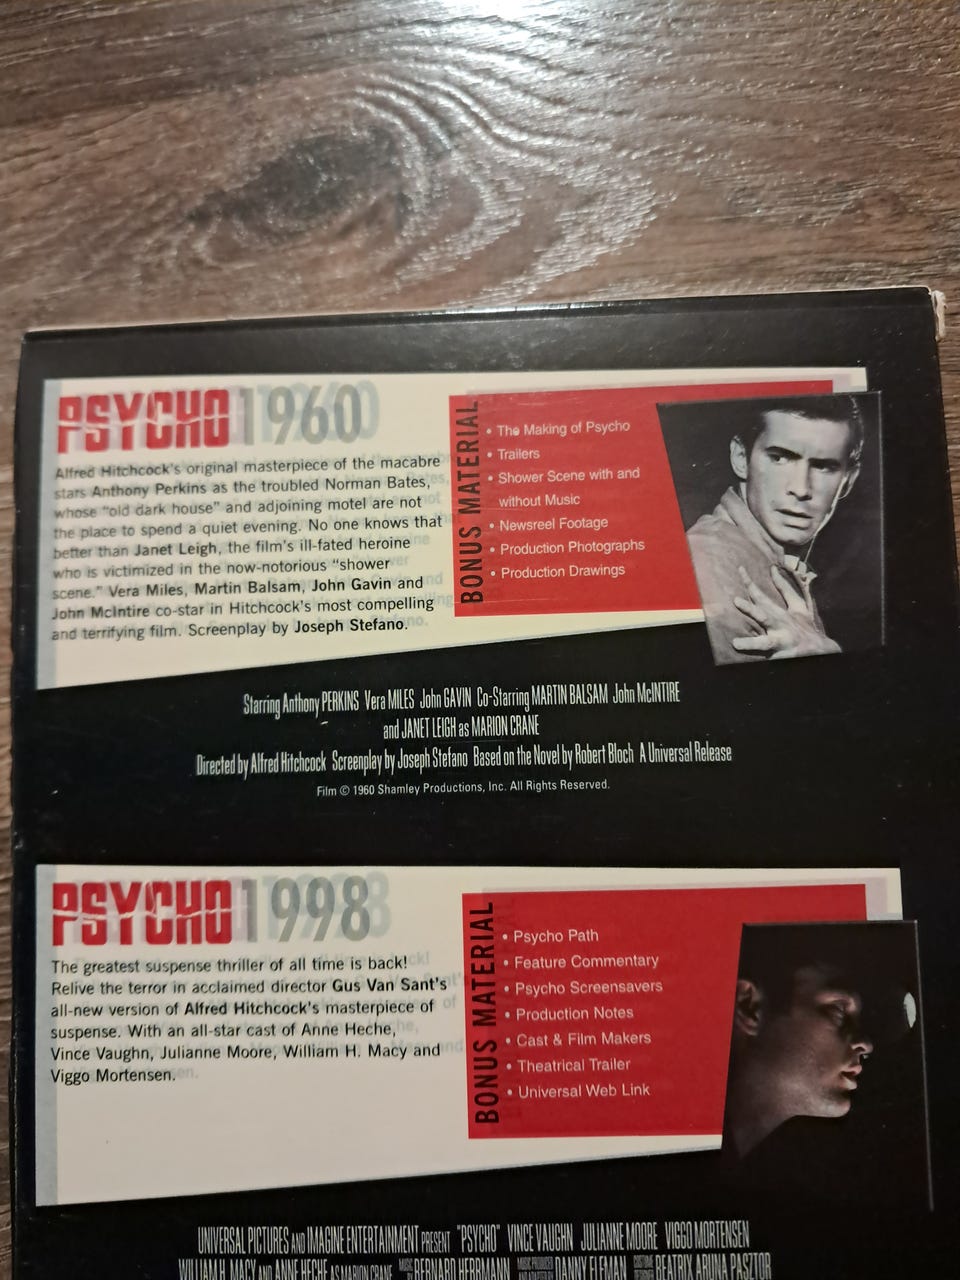 PSYCHO 1960
Alfred Hitchcock's original masterpiece of the macabre
stars Anthony Perkins as the troubled Norman Bates,
whose "old dark house" and adjoining motel are not
the place to spend a quiet evening. No one knows that
better than Janet Leigh, the film's ill-fated heroine
who is victimized in the now-notorious "shower
scene." Vera Miles, Martin Balsam, John Gavin and
John McIntire co-star in Hitchcock's most compelling
and terrifying film. Screenplay by Joseph Stefano.
BONUS MATERIAL
• The Making of Psycho
• Trailers
• Shower Scene with and
without Music
• Newsreel Footage
• Production Photographs
• Production Drawings
Starring Anthony PERKINS Vera MILES John GAVIN Co-Starring MARTIN BALSAM John McINTIRE
and JANET LEIGH as MARION CRANE
Directed by Alfred Hitchcock Screenplay by Joseph Stefano Based on the Novel by Robert Bloch A Universal Release
Film © 1960 Shamley Productions, Inc. All Rights Reserved.
PSYCHO 1998
The greatest suspense thriller of all time is back!
Relive the terror in acclaimed director Gus Van Sant's
all-new version of Alfred Hitchcock's masterpiece of
suspense. With an all-star cast of Anne Heche,
Vince Vaughn, Julianne Moore, William H. Macy and
Viggo Mortensen.
BONUS MATERIAL
• Psycho Path
• Feature Commentary
• Psycho Screensavers
• Production Notes
• Cast & Film Makers
• Theatrical Trailer
• Universal Web Link
UNIVERSAL PICTURES AND IMAGINE ENTERTAINMENT PRESENT "PSYCHO" VINCE VAUGHN JULIANNE MOORE VIGGO MORTENSEN
WILLIAM H. MACY AND ANNE HECHE AS MARION CRANE MUSIC BY BERNARD HERRMANN MUSIC PRODUCED AND ADAPTED BY DANNY ELFMAN COSTUME DESIGNER BEATRIX ARUNA PASZTOR